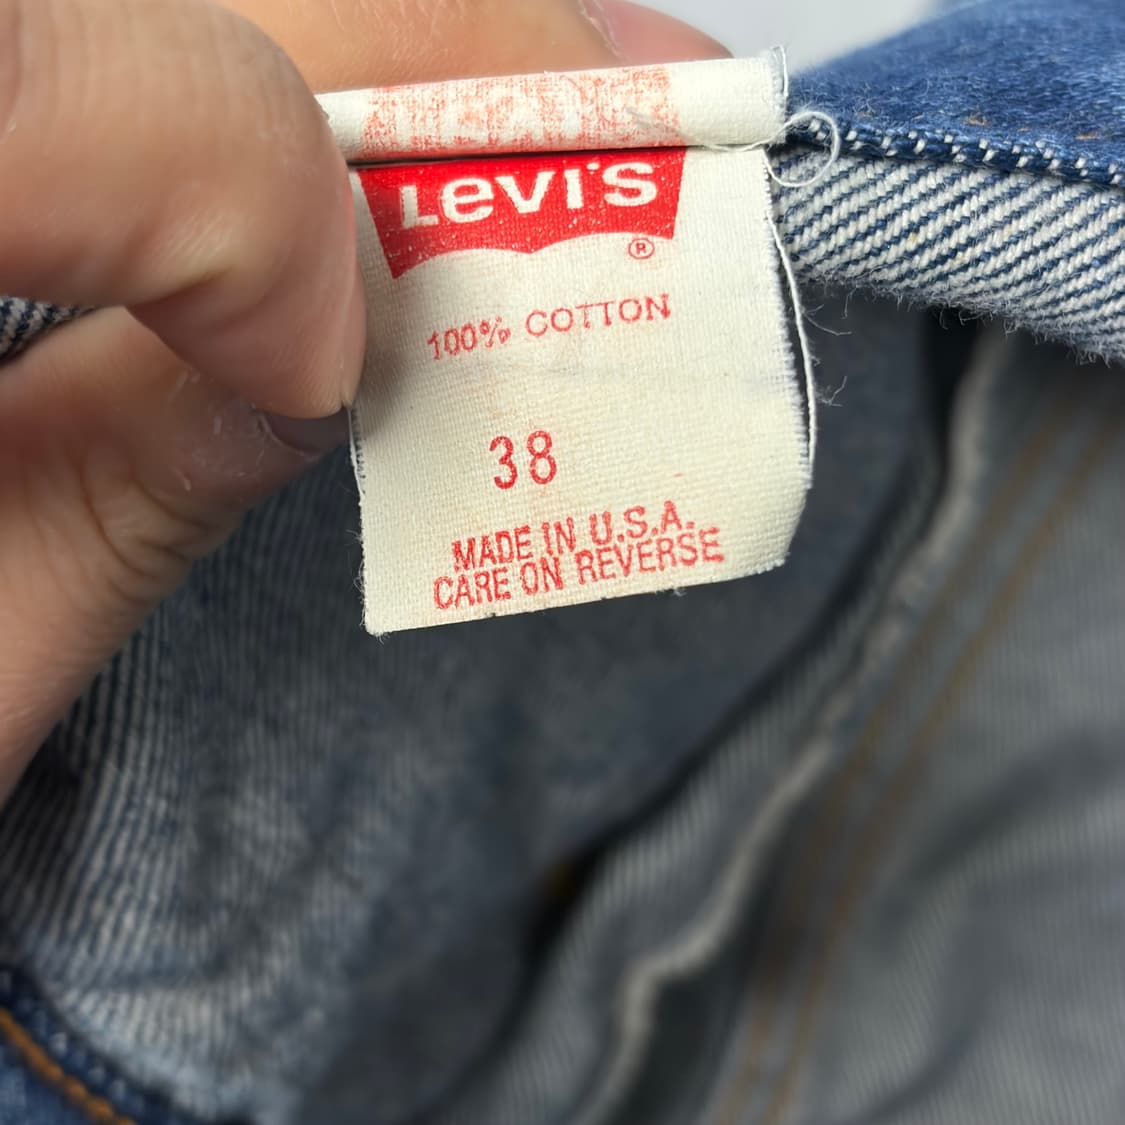 Levi's
®
100% COTTON
38
MADE IN U.S.A.
CARE ON REVERSE